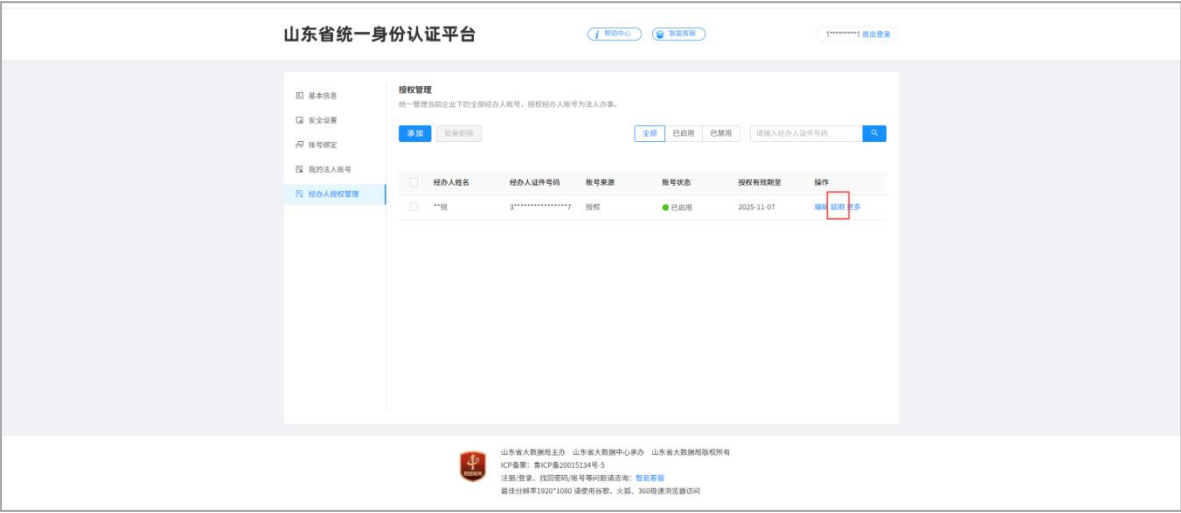 山东省统一身份认证平台
帮助中心 智能客服
1*********1 退出登录
基本信息
安全设置
账号绑定
我的法人账号
经办人授权管理
授权管理
统一管理当前企业下的全部经办人账号，授权经办人账号为法人办事。
添加 批量删除 全部 已启用 已禁用 请输入经办人证件号码
经办人姓名 经办人证件号码 账号来源 账号状态 授权有效期至 操作
**锐 3****************7 授权 已启用 2025-11-07 编辑 延期 更多
山东省大数据局主办 山东省大数据中心承办 山东省大数据局版权所有
ICP备案：鲁ICP备20015134号-5
注册/登录、找回密码/账号等问题请咨询：智能客服
最佳分辨率1920*1080 请使用谷歌、火狐、360极速浏览器访问